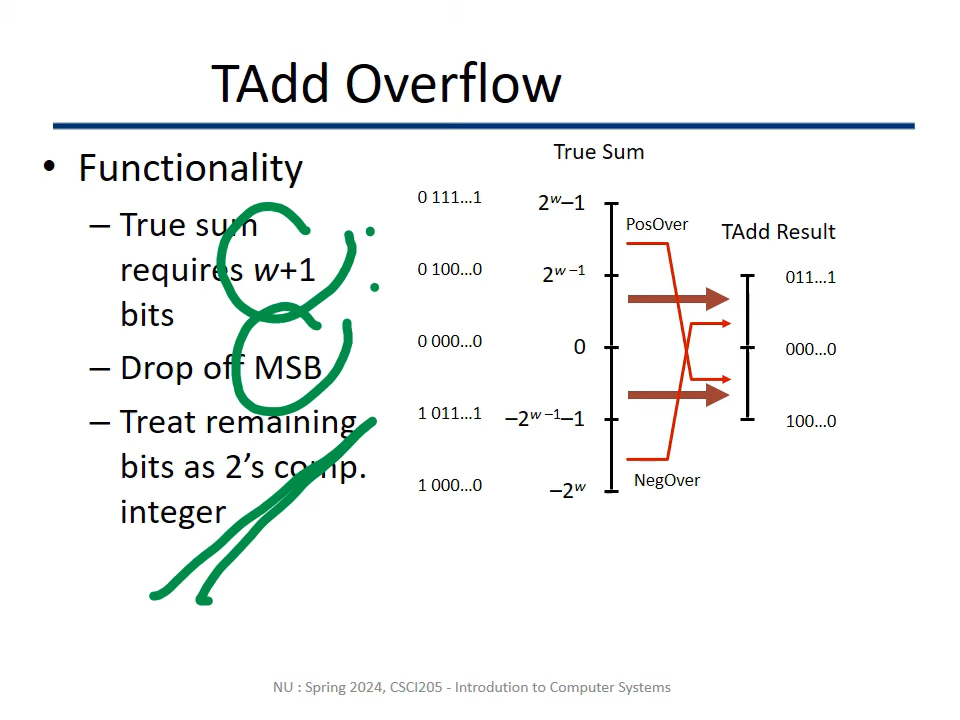 TAdd Overflow
• Functionality
– True sum
requires w+1
bits
– Drop off MSB
– Treat remaining
bits as 2’s comp.
integer
True Sum
0 111…1 2ʷ–1
PosOver
TAdd Result
0 100…0 2ʷ⁻¹ 011…1
0 000…0 0 000…0
1 011…1 –2ʷ⁻¹–1 100…0
1 000…0 –2ʷ
NegOver
NU : Spring 2024, CSCI205 - Introdution to Computer Systems